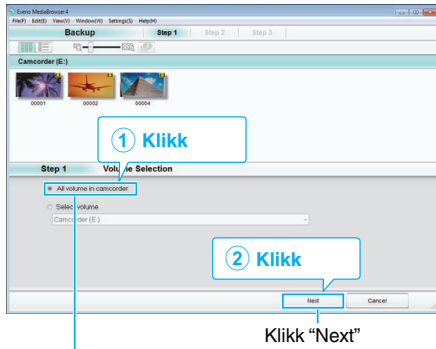 Everio MediaBrowser 4
File(F) Edit(E) View(V) Window(W) Settings(S) Help(H)
Backup Step 1 Step 2 Step 3
Camcorder (E:)
00001 00002 00004
① Klikk
Step 1 Volume Selection
All volume in camcorder
Select volume
Camcorder (E:)
② Klikk
Next Cancel
Klikk “Next”